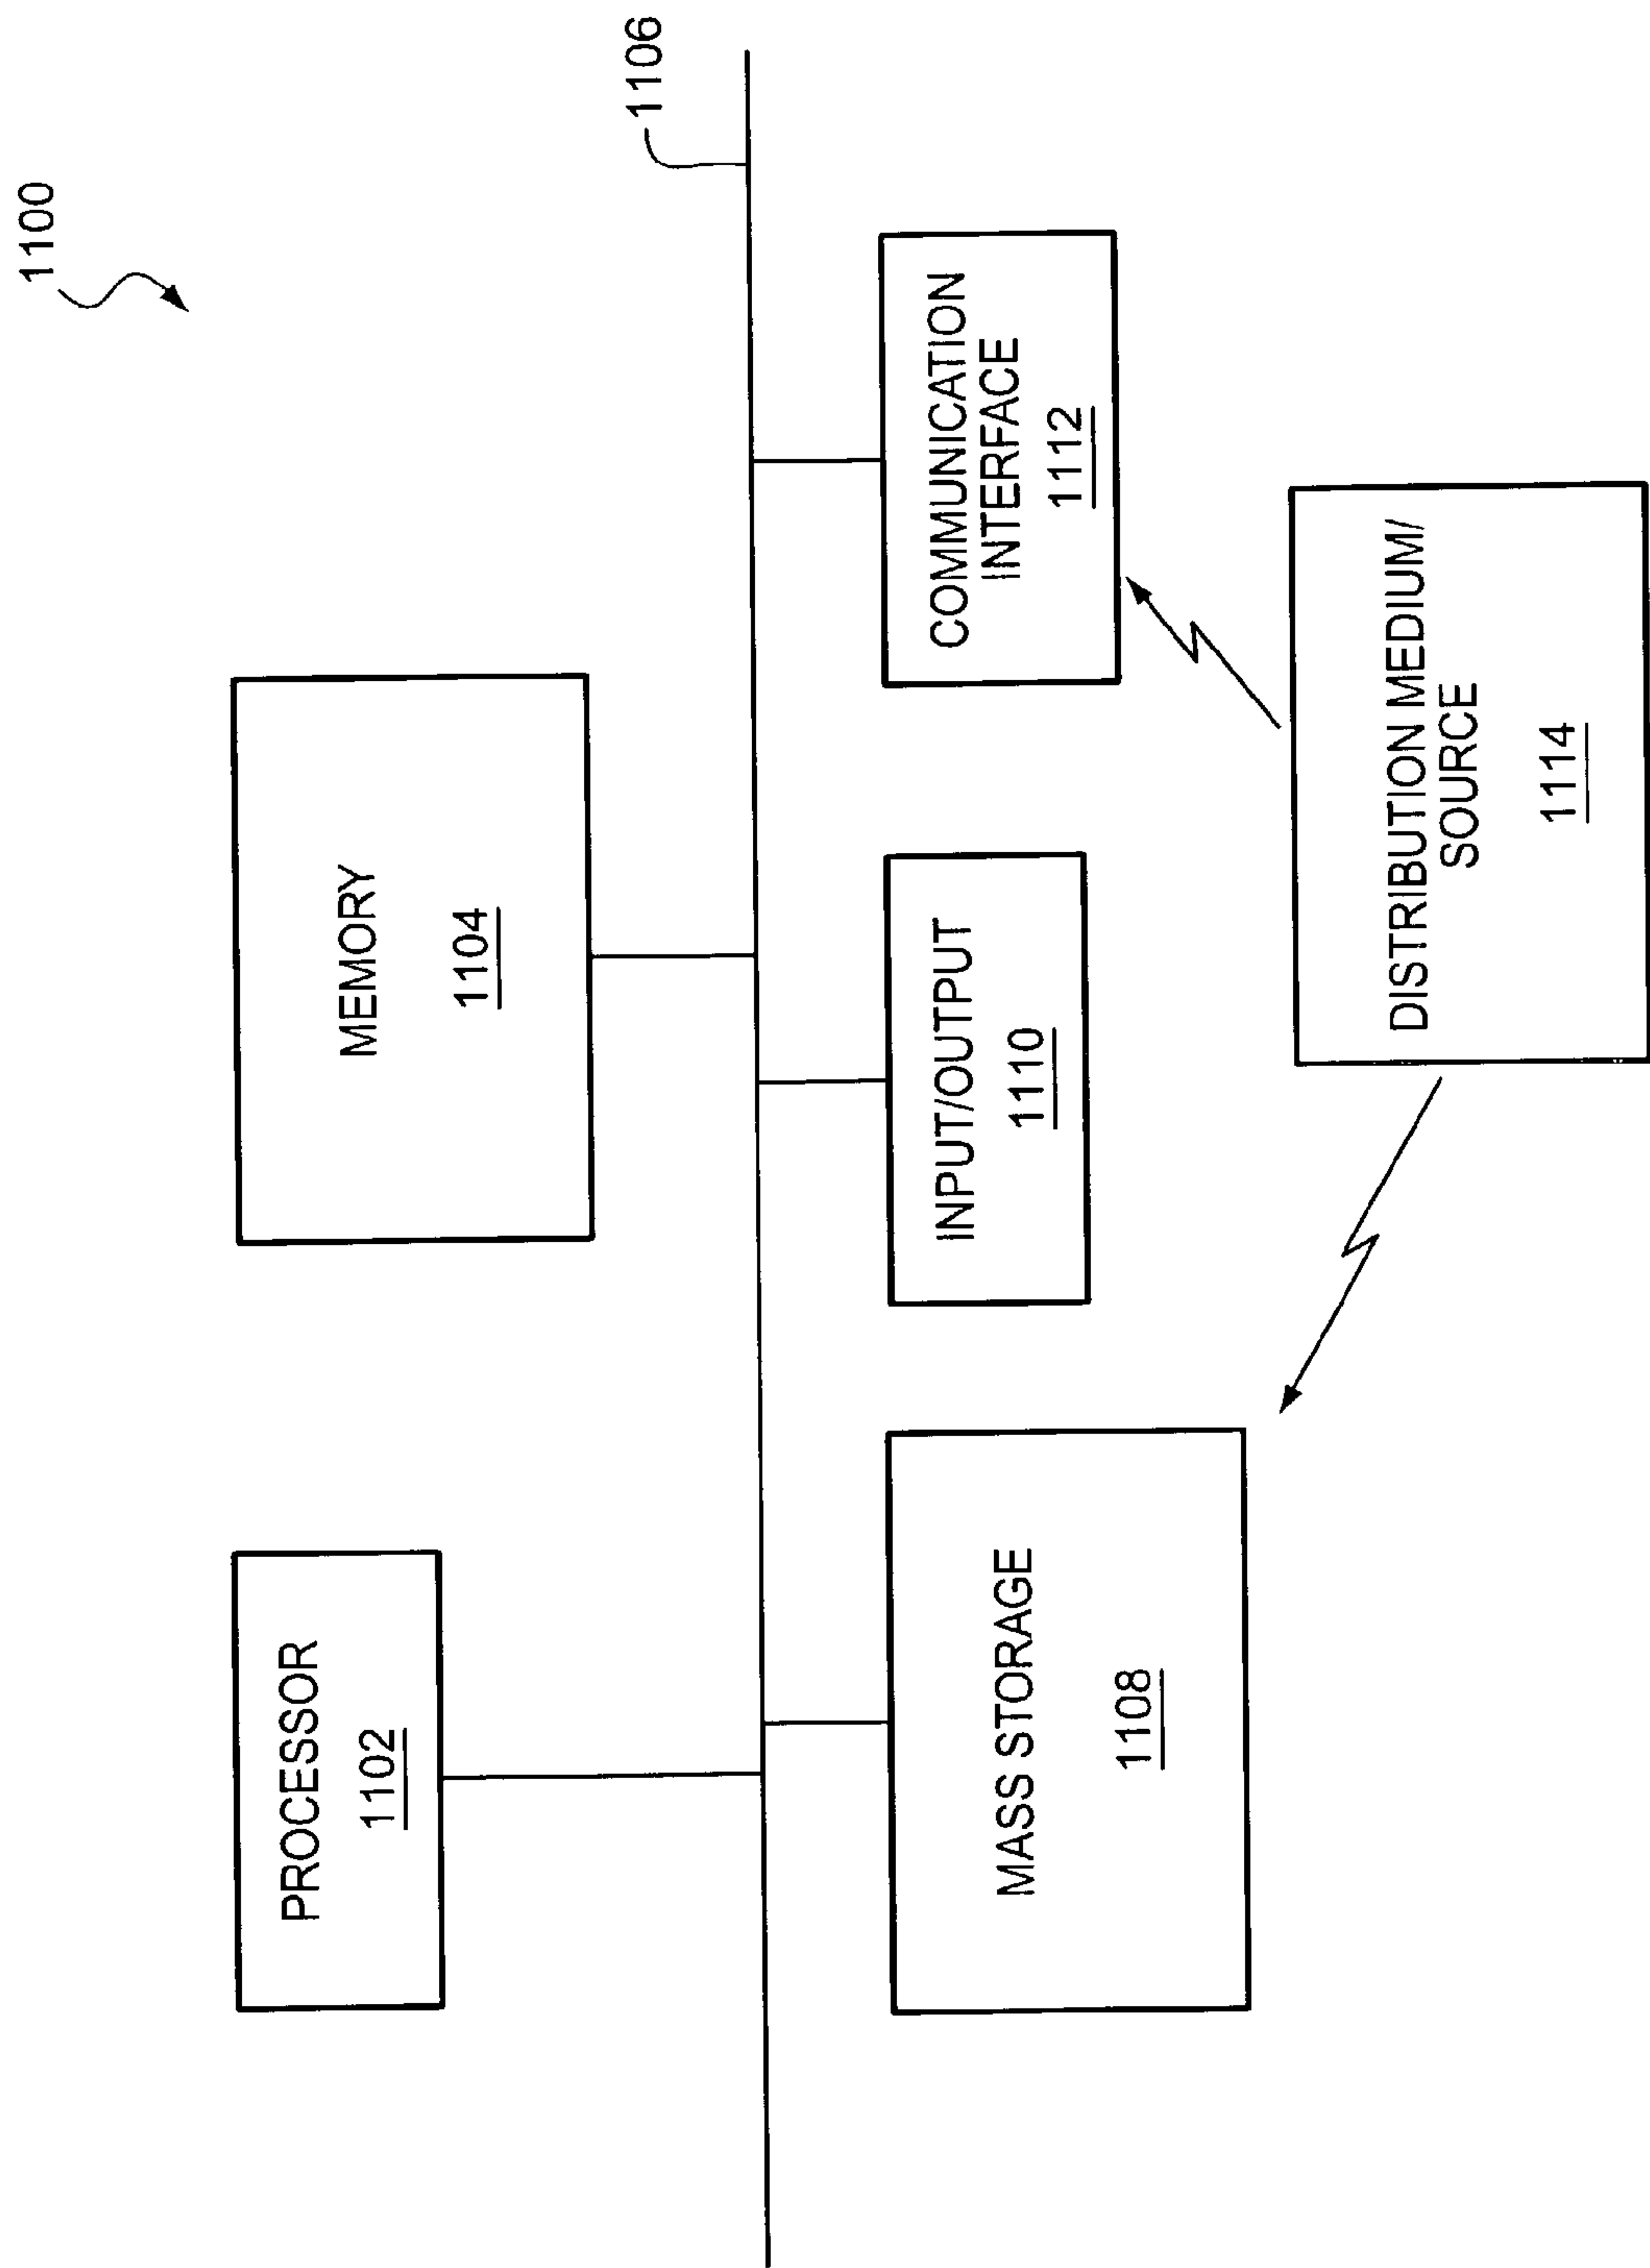 1100
PROCESSOR
1102
MEMORY
1104
1106
MASS STORAGE
1108
INPUT/OUTPUT
1110
COMMUNICATION
INTERFACE
1112
DISTRIBUTION MEDIUM/
SOURCE
1114